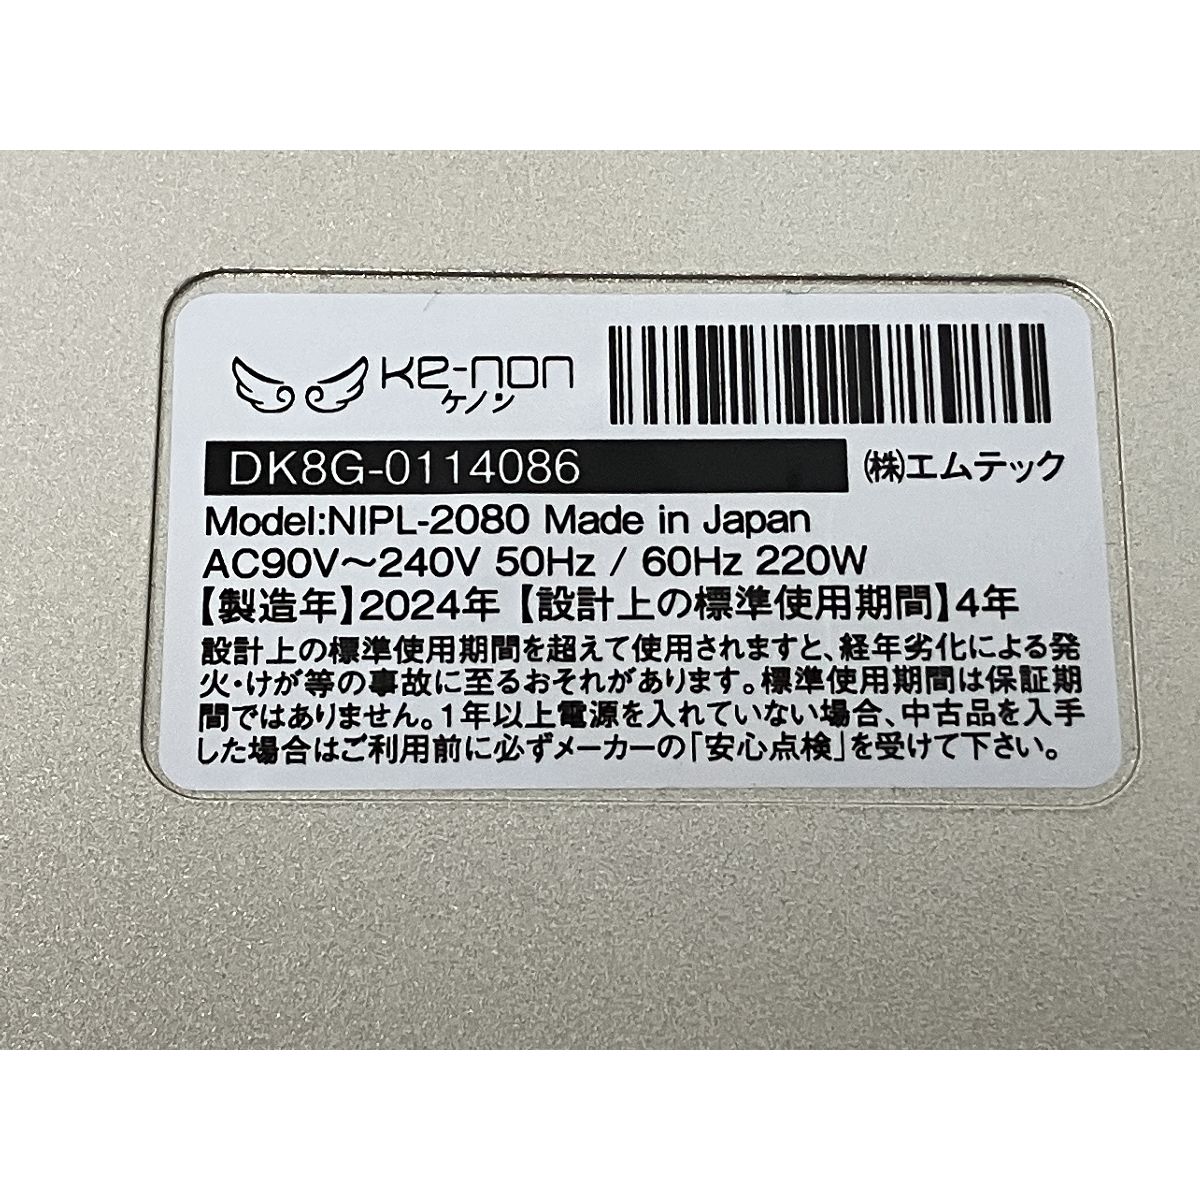 Ke-non
ケノン
DK8G-0114086
(株)エムテック
Model:NIPL-2080 Made in Japan
AC90V～240V 50Hz / 60Hz 220W
【製造年】2024年【設計上の標準使用期間】4年
設計上の標準使用期間を超えて使用されますと、経年劣化による発
火・けが等の事故に至るおそれがあります。標準使用期間は保証期
間ではありません。1年以上電源を入れていない場合、中古品を入手
した場合はご利用前に必ずメーカーの「安心点検」を受けて下さい。